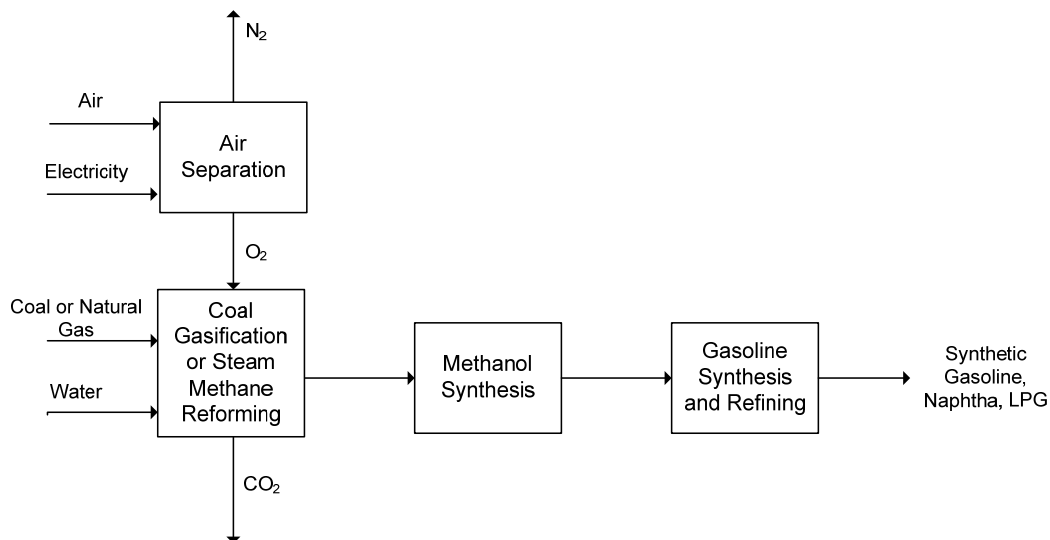 N₂
Air
Electricity
Air
Separation
O₂
Coal or Natural
Gas
Water
Coal
Gasification
or Steam
Methane
Reforming
Methanol
Synthesis
Gasoline
Synthesis
and Refining
Synthetic
Gasoline,
Naphtha, LPG
CO₂